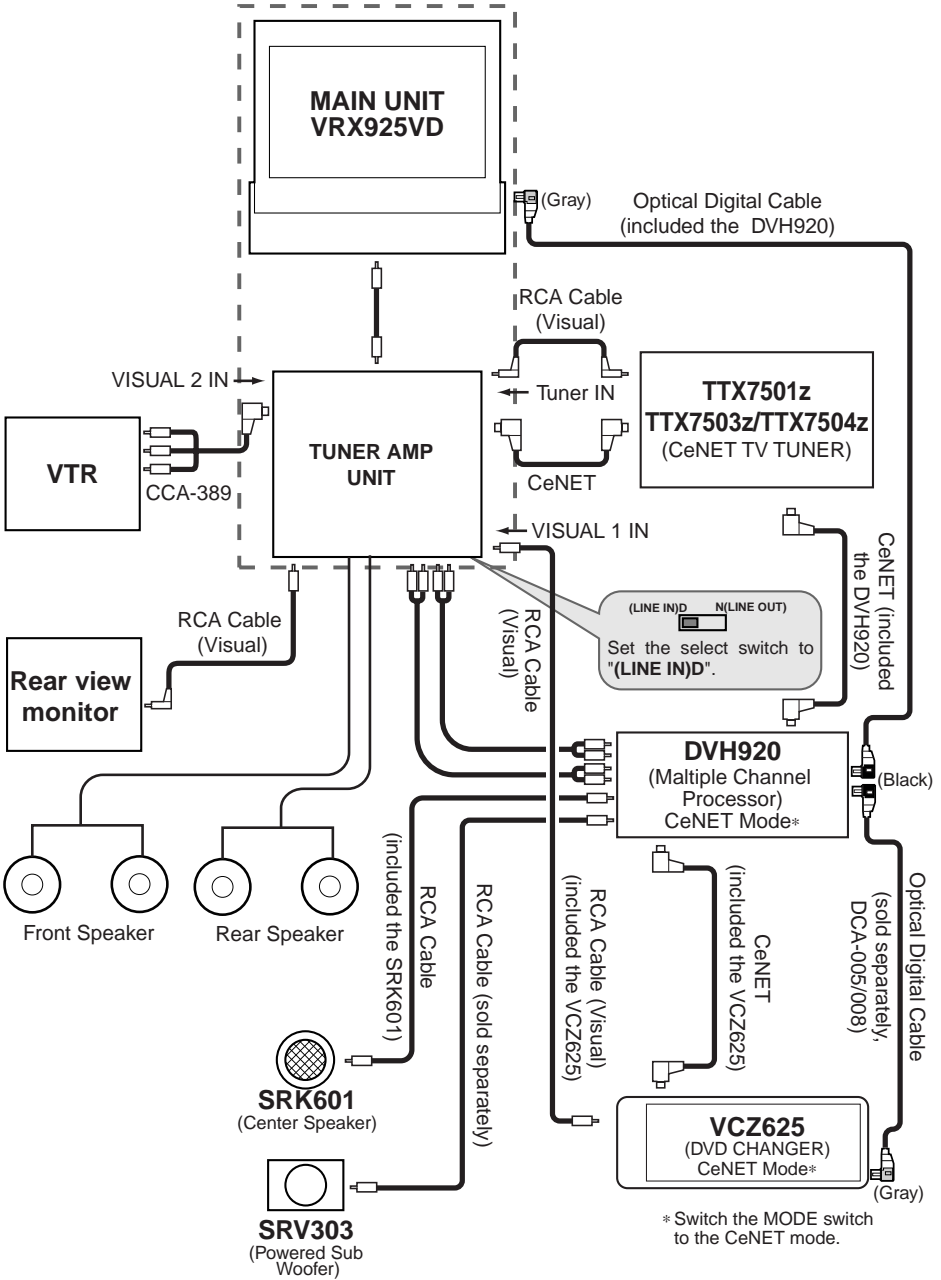 MAIN UNIT
VRX925VD
(Gray)
Optical Digital Cable
(included the DVH920)
RCA Cable
(Visual)
VISUAL 2 IN
Tuner IN
TTX7501z
TTX7503z/TTX7504z
(CeNET TV TUNER)
VTR
CCA-389
TUNER AMP
UNIT
CeNET
VISUAL 1 IN
CeNET (included
the DVH920)
RCA Cable
(Visual)
RCA Cable
(Visual)
(LINE IN)D
N(LINE OUT)
Set the select switch to
"(LINE IN)D".
Rear view
monitor
DVH920
(Maltiple Channel
Processor)
CeNET Mode*
(Black)
Front Speaker
Rear Speaker
RCA Cable
(included the SRK601)
RCA Cable (sold separately)
RCA Cable (Visual)
(included the VCZ625)
CeNET
(included the VCZ625)
Optical Digital Cable
(sold separately,
DCA-005/008)
SRK601
(Center Speaker)
VCZ625
(DVD CHANGER)
CeNET Mode*
(Gray)
SRV303
(Powered Sub
Woofer)
* Switch the MODE switch
to the CeNET mode.